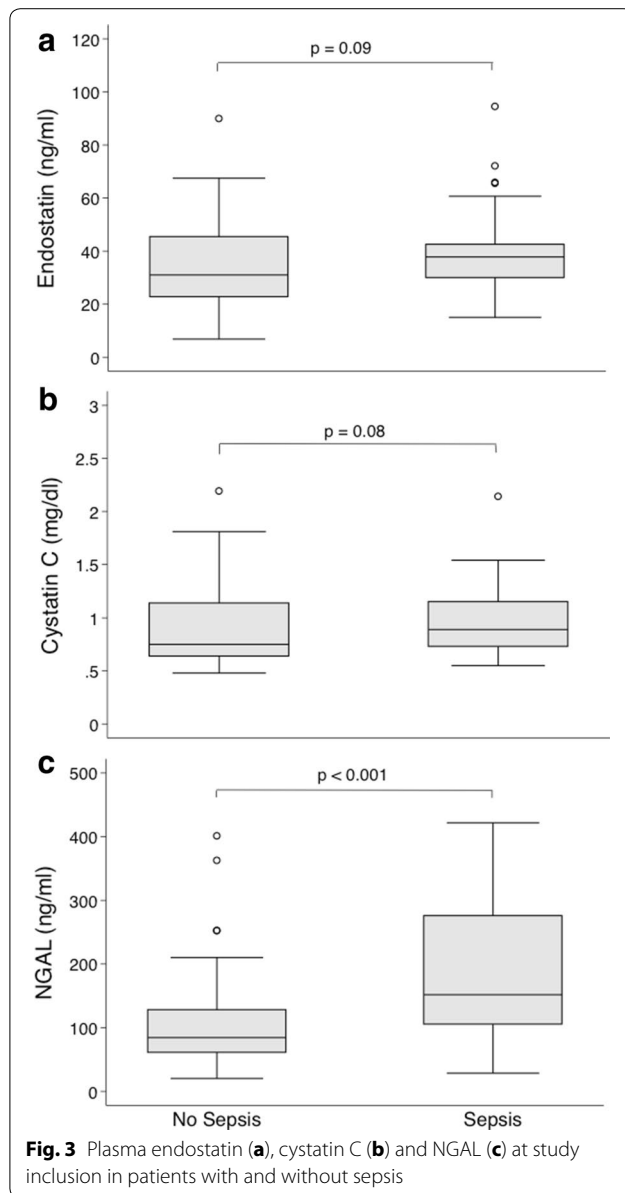 a
p = 0.09
Endostatin (ng/ml)
120
100
80
60
40
20
0
b
p = 0.08
Cystatin C (mg/dl)
3
2.5
2
1.5
1
.5
0
c
p < 0.001
NGAL (ng/ml)
500
400
300
200
100
0
No Sepsis Sepsis
Fig. 3 Plasma endostatin (a), cystatin C (b) and NGAL (c) at study
inclusion in patients with and without sepsis